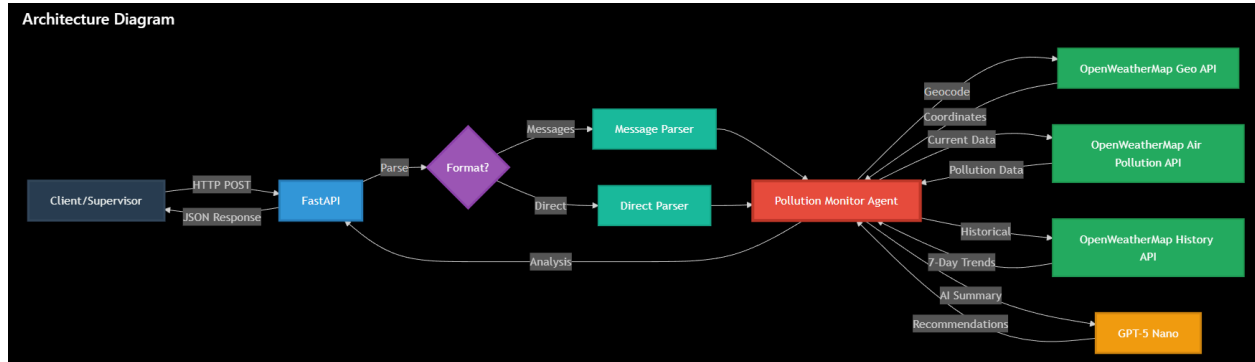 Architecture Diagram
Client/Supervisor
HTTP POST
JSON Response
FastAPI
Parse
Format?
Messages
Direct
Message Parser
Direct Parser
Analysis
Pollution Monitor Agent
Geocode
Coordinates
Current Data
Pollution Data
Historical
7-Day Trends
AI Summary
Recommendations
OpenWeatherMap Geo API
OpenWeatherMap Air
Pollution API
OpenWeatherMap History
API
GPT-5 Nano